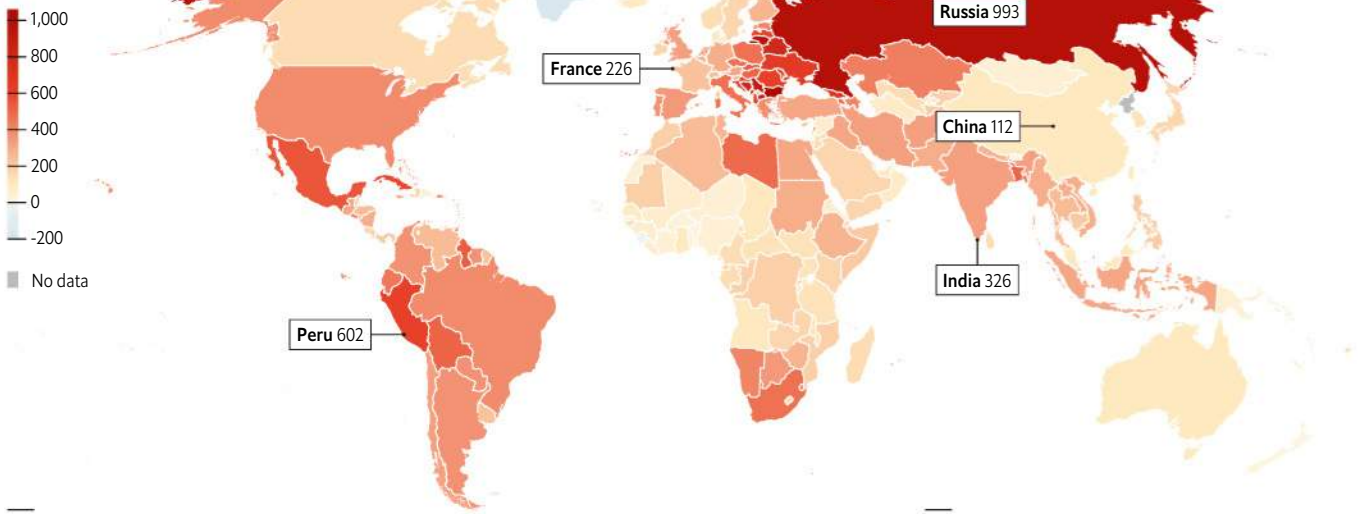 1,000
800
600
400
200
0
-200
No data
Russia 993
France 226
China 112
India 326
Peru 602